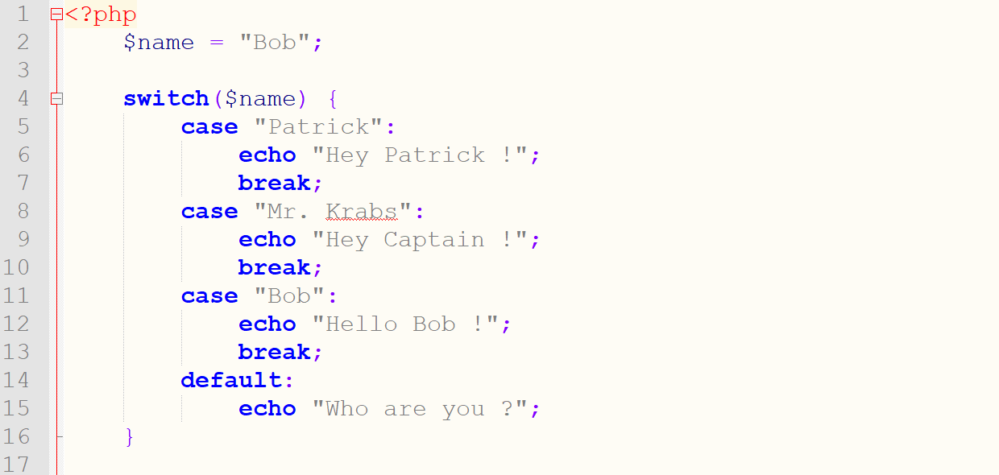 1 <?php
2 $name = "Bob";
3
4 switch($name) {
5 case "Patrick":
6 echo "Hey Patrick !";
7 break;
8 case "Mr. Krabs":
9 echo "Hey Captain !";
10 break;
11 case "Bob":
12 echo "Hello Bob !";
13 break;
14 default:
15 echo "Who are you ?";
16 }
17